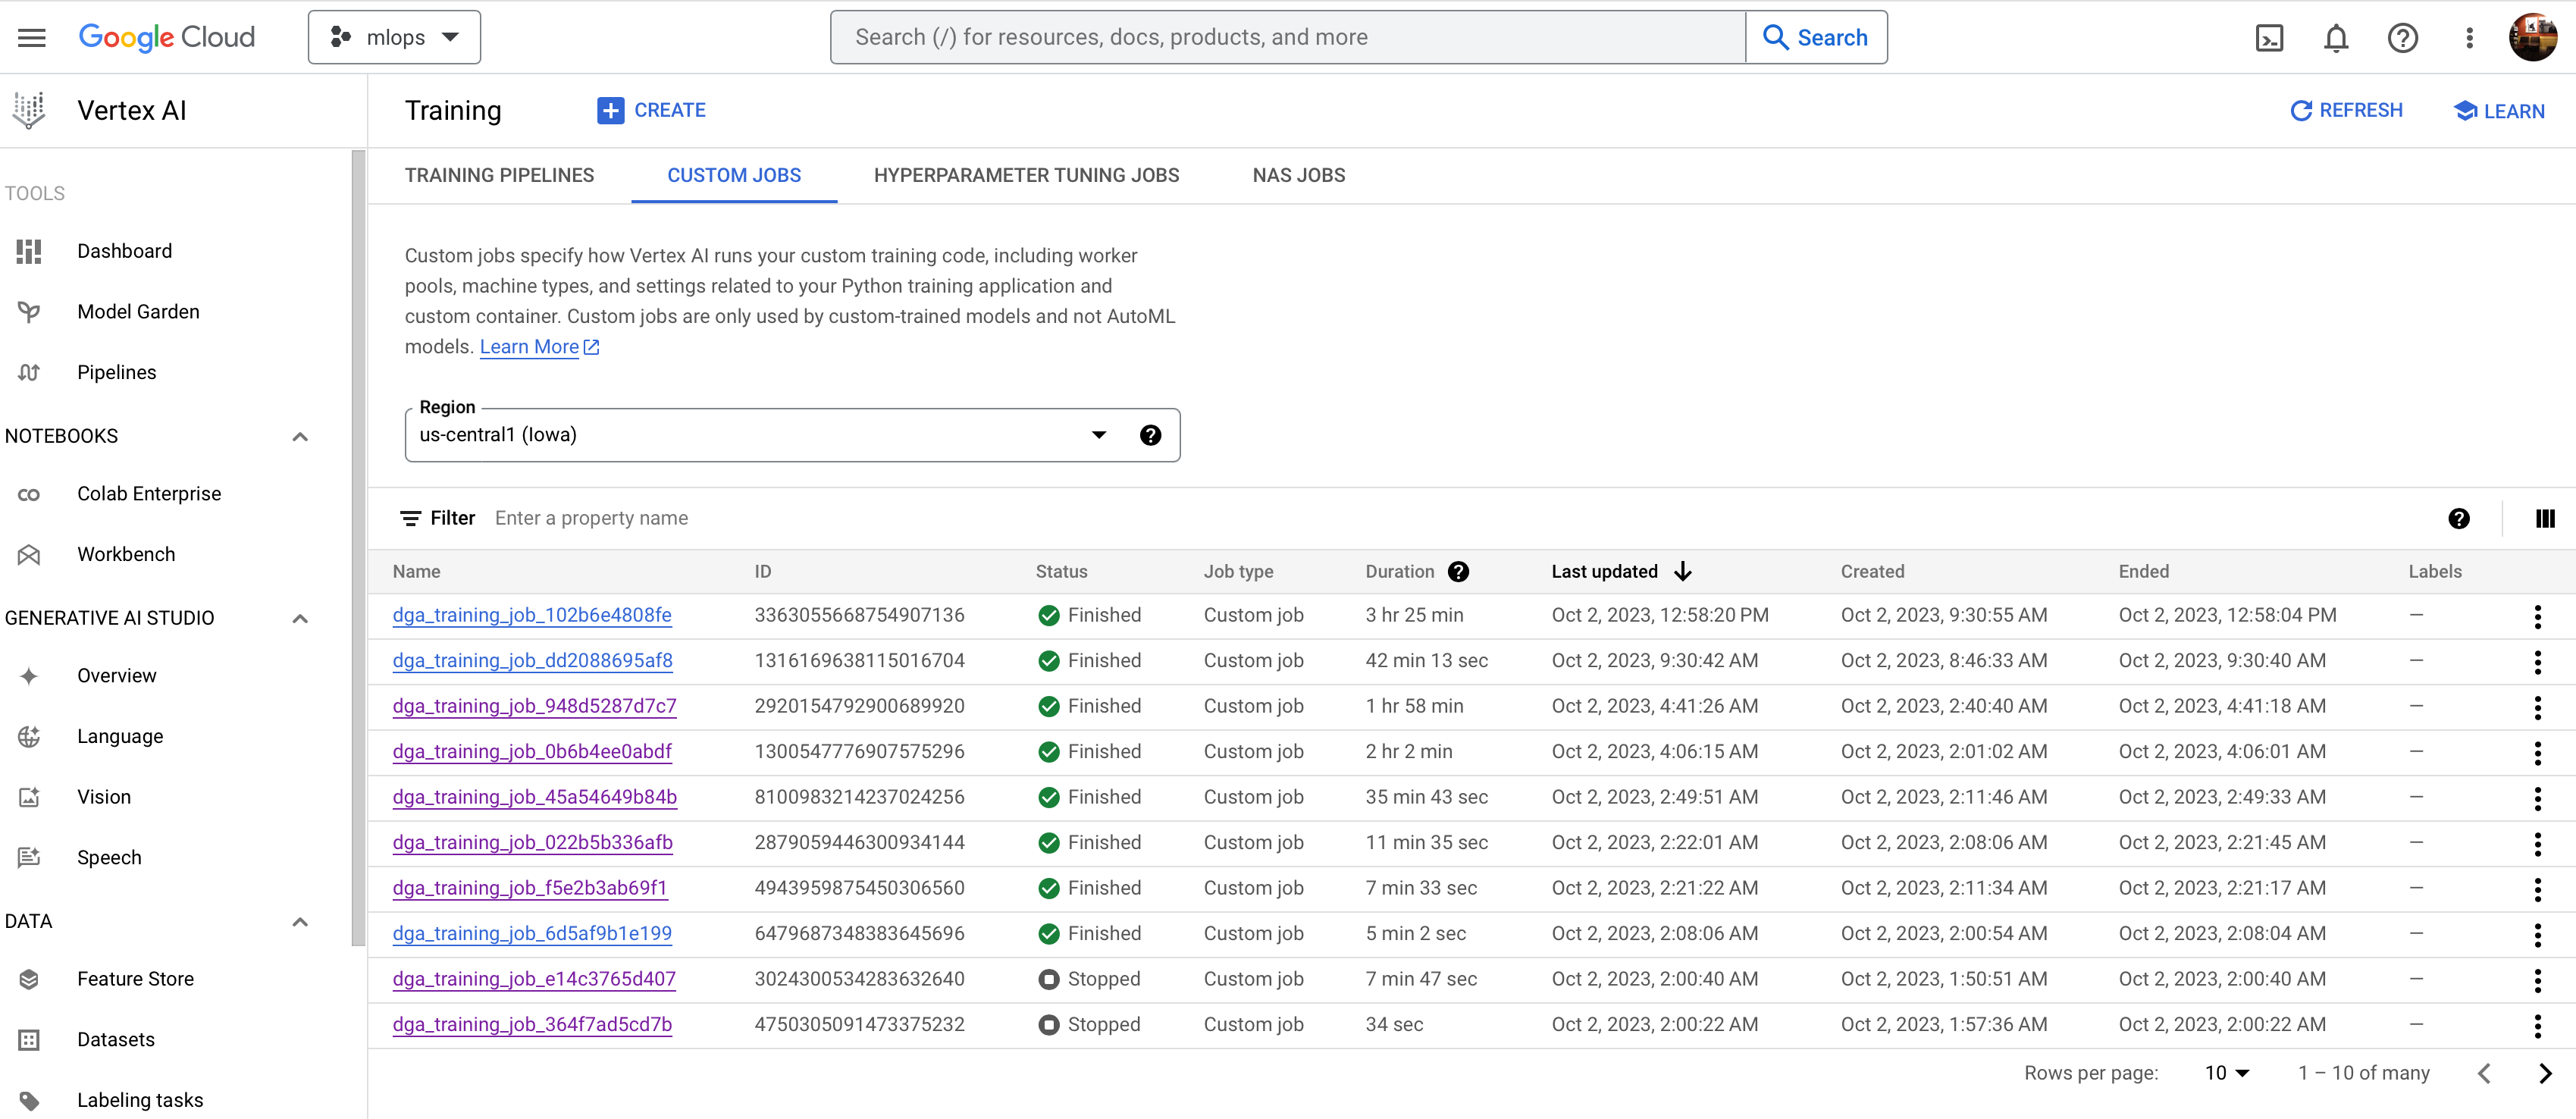 Google Cloud
mlops
Search (/) for resources, docs, products, and more
Search
Vertex AI
Training
CREATE
REFRESH
LEARN
TOOLS
Dashboard
Model Garden
Pipelines
NOTEBOOKS
Colab Enterprise
Workbench
GENERATIVE AI STUDIO
Overview
Language
Vision
Speech
DATA
Feature Store
Datasets
Labeling tasks
TRAINING PIPELINES CUSTOM JOBS HYPERPARAMETER TUNING JOBS NAS JOBS
Custom jobs specify how Vertex AI runs your custom training code, including worker
pools, machine types, and settings related to your Python training application and
custom container. Custom jobs are only used by custom-trained models and not AutoML
models. Learn More
Region
us-central1 (Iowa)
Filter Enter a property name
Name ID Status Job type Duration Last updated Created Ended Labels
dga_training_job_102b6e4808fe 3363055668754907136 Finished Custom job 3 hr 25 min Oct 2, 2023, 12:58:20 PM Oct 2, 2023, 9:30:55 AM Oct 2, 2023, 12:58:04 PM —
dga_training_job_dd2088695af8 1316169638115016704 Finished Custom job 42 min 13 sec Oct 2, 2023, 9:30:42 AM Oct 2, 2023, 8:46:33 AM Oct 2, 2023, 9:30:40 AM —
dga_training_job_948d5287d7c7 2920154792900689920 Finished Custom job 1 hr 58 min Oct 2, 2023, 4:41:26 AM Oct 2, 2023, 2:40:40 AM Oct 2, 2023, 4:41:18 AM —
dga_training_job_0b6b4ee0abdf 1300547776907575296 Finished Custom job 2 hr 2 min Oct 2, 2023, 4:06:15 AM Oct 2, 2023, 2:01:02 AM Oct 2, 2023, 4:06:01 AM —
dga_training_job_45a54649b84b 8100983214237024256 Finished Custom job 35 min 43 sec Oct 2, 2023, 2:49:51 AM Oct 2, 2023, 2:11:46 AM Oct 2, 2023, 2:49:33 AM —
dga_training_job_022b5b336afb 2879059446300934144 Finished Custom job 11 min 35 sec Oct 2, 2023, 2:22:01 AM Oct 2, 2023, 2:08:06 AM Oct 2, 2023, 2:21:45 AM —
dga_training_job_f5e2b3ab69f1 4943959875450306560 Finished Custom job 7 min 33 sec Oct 2, 2023, 2:21:22 AM Oct 2, 2023, 2:11:34 AM Oct 2, 2023, 2:21:17 AM —
dga_training_job_6d5af9b1e199 6479687348383645696 Finished Custom job 5 min 2 sec Oct 2, 2023, 2:08:06 AM Oct 2, 2023, 2:00:54 AM Oct 2, 2023, 2:08:04 AM —
dga_training_job_e14c3765d407 3024300534283632640 Stopped Custom job 7 min 47 sec Oct 2, 2023, 2:00:40 AM Oct 2, 2023, 1:50:51 AM Oct 2, 2023, 2:00:40 AM —
dga_training_job_364f7ad5cd7b 4750305091473375232 Stopped Custom job 34 sec Oct 2, 2023, 2:00:22 AM Oct 2, 2023, 1:57:36 AM Oct 2, 2023, 2:00:22 AM —
Rows per page: 10 1 – 10 of many